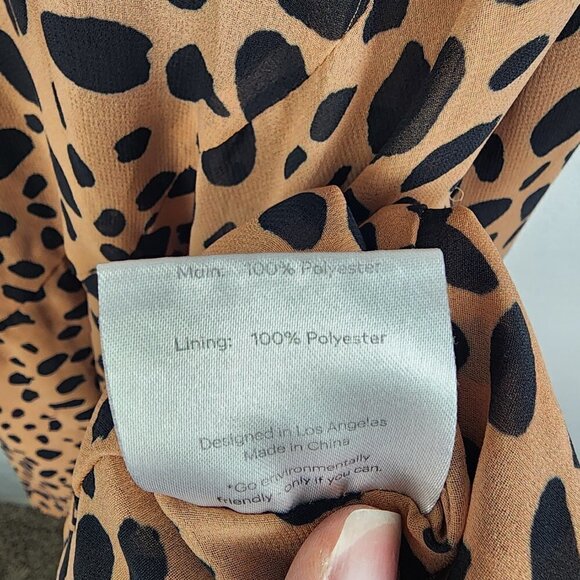 Main: 100% Polyester
Lining: 100% Polyester
Designed in Los Angeles
Made in China
*Go environmentally
friendly - only if you can.